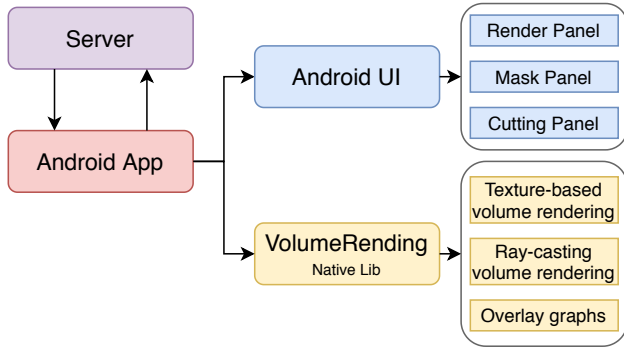 Server
Android App
Android UI
VolumeRending
Native Lib
Render Panel
Mask Panel
Cutting Panel
Texture-based
volume rendering
Ray-casting
volume rendering
Overlay graphs